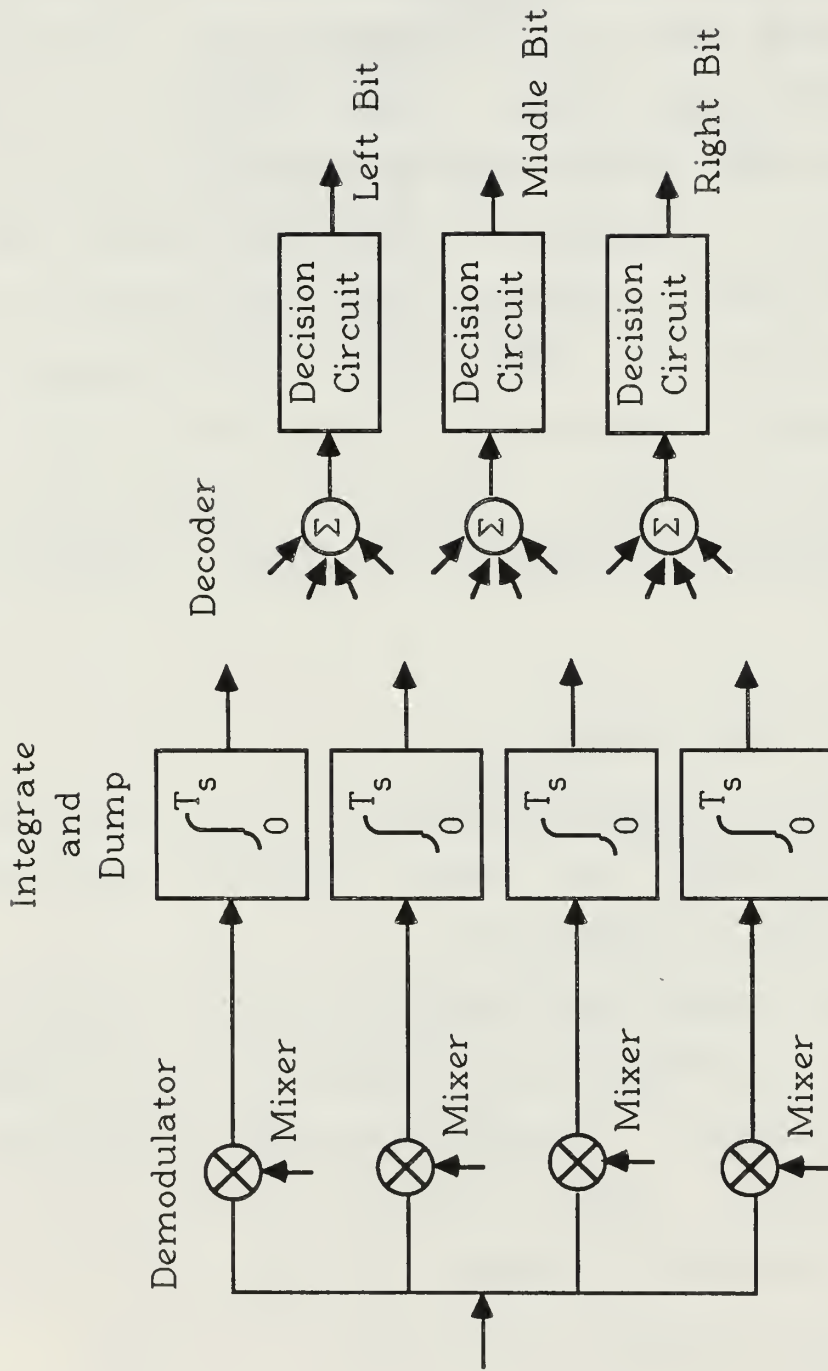 Integrate
and
Dump
Demodulator
Decoder
Mixer
∫
T s
0
Mixer
∫
T s
0
Mixer
∫
T s
0
Mixer
∫
T s
0
Σ
Decision
Circuit
Left Bit
Σ
Decision
Circuit
Middle Bit
Σ
Decision
Circuit
Right Bit